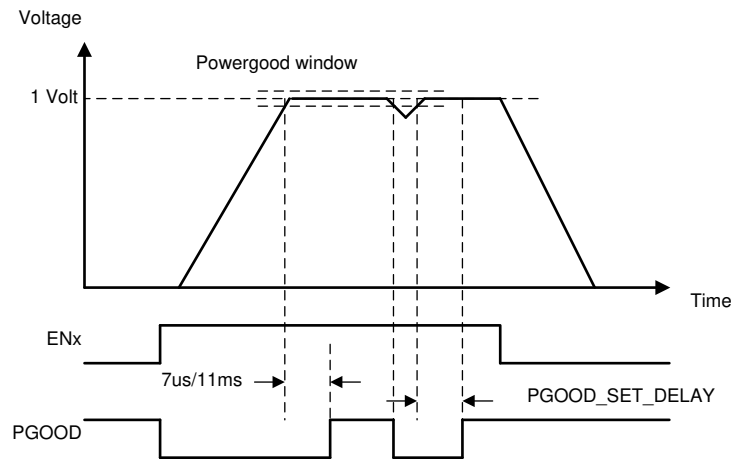 Voltage
Powergood window
1 Volt
Time
ENx
7us/11ms
PGOOD_SET_DELAY
PGOOD